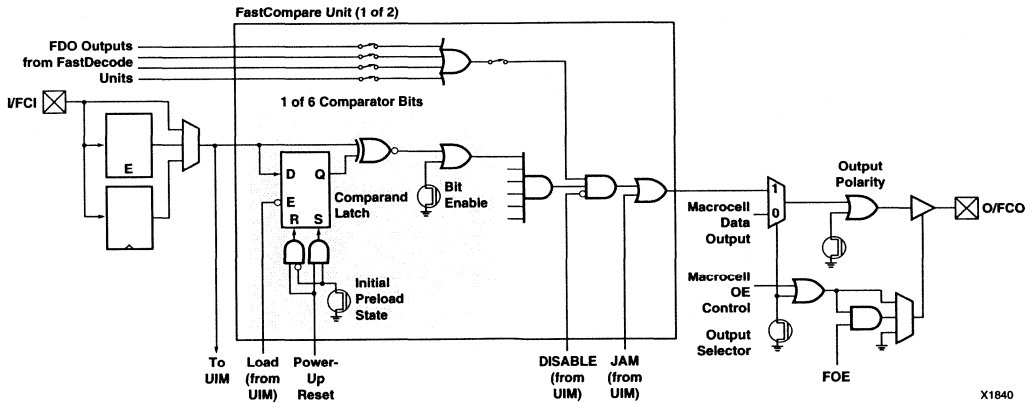 FastCompare Unit (1 of 2)
FDO Outputs
from FastDecode
Units
I/FCI
1 of 6 Comparator Bits
E
D Q
E
R S
Comparand
Latch
Bit
Enable
Initial
Preload
State
To
UIM
Load
(from
UIM)
Power-
Up
Reset
DISABLE
(from
UIM)
JAM
(from
UIM)
1
0
Macrocell
Data
Output
Output
Polarity
O/FCO
Macrocell
OE
Control
Output
Selector
FOE
X1840